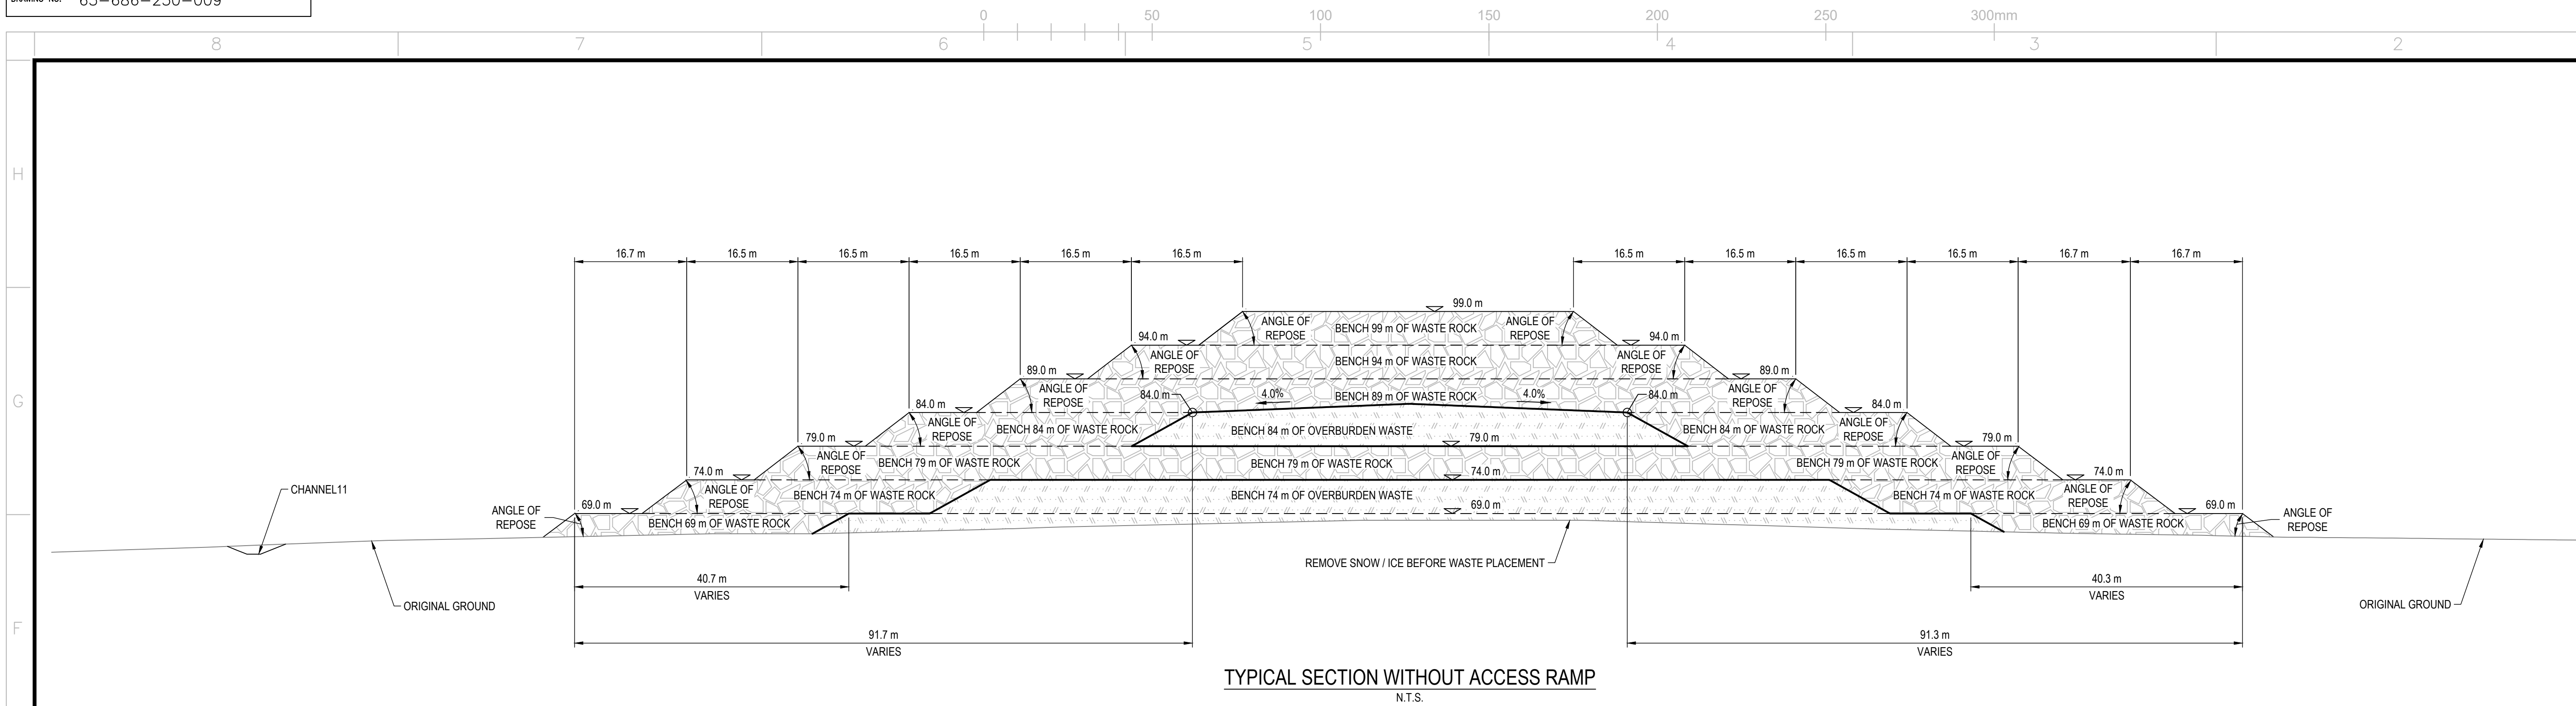 DRAWING No. 65-686-230-009
0 50 100 150 200 250 300mm
8 7 6 5 4 3 2
H
G
F
16.7 m 16.5 m 16.5 m 16.5 m 16.5 m 16.5 m 16.5 m 16.5 m 16.5 m 16.5 m 16.7 m 16.7 m
99.0 m
ANGLE OF
REPOSE
BENCH 99 m OF WASTE ROCK
ANGLE OF
REPOSE
94.0 m
94.0 m
ANGLE OF
REPOSE
BENCH 94 m OF WASTE ROCK
ANGLE OF
REPOSE
89.0 m
89.0 m
ANGLE OF
REPOSE
84.0 m
4.0%
BENCH 89 m OF WASTE ROCK
4.0%
84.0 m
ANGLE OF
REPOSE
84.0 m
84.0 m
ANGLE OF
REPOSE
BENCH 84 m OF WASTE ROCK
BENCH 84 m OF OVERBURDEN WASTE
BENCH 84 m OF WASTE ROCK
ANGLE OF
REPOSE
79.0 m
79.0 m
79.0 m
ANGLE OF
REPOSE
BENCH 79 m OF WASTE ROCK
BENCH 79 m OF WASTE ROCK
BENCH 79 m OF WASTE ROCK
ANGLE OF
REPOSE
74.0 m
74.0 m
74.0 m
ANGLE OF
REPOSE
BENCH 74 m OF WASTE ROCK
BENCH 74 m OF OVERBURDEN WASTE
BENCH 74 m OF WASTE ROCK
ANGLE OF
REPOSE
CHANNEL11
69.0 m
69.0 m
69.0 m
ANGLE OF
REPOSE
BENCH 69 m OF WASTE ROCK
BENCH 69 m OF WASTE ROCK
ANGLE OF
REPOSE
REMOVE SNOW / ICE BEFORE WASTE PLACEMENT
40.7 m
VARIES
40.3 m
VARIES
ORIGINAL GROUND
ORIGINAL GROUND
91.7 m
VARIES
91.3 m
VARIES
TYPICAL SECTION WITHOUT ACCESS RAMP
N.T.S.